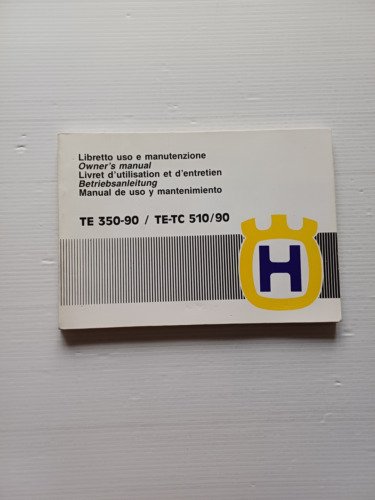 Libretto uso e manutenzione
Owner's manual
Livret d'utilisation et d'entretien
Betriebsanleitung
Manual de uso y mantenimiento
TE 350-90 / TE-TC 510/90
H